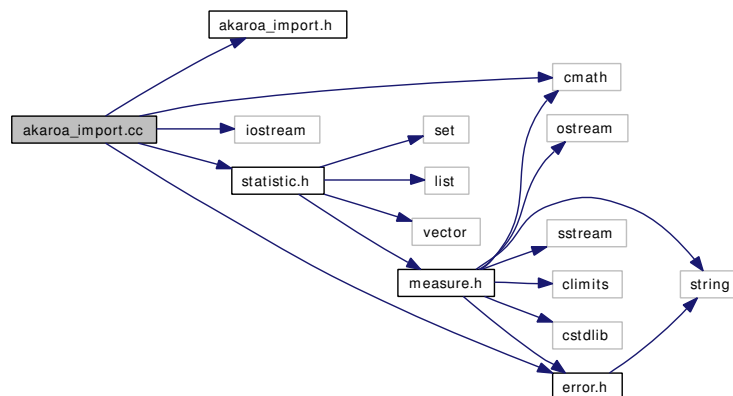 akaroa_import.h
cmath
akaroa_import.cc
iostream
set
ostream
statistic.h
list
vector
sstream
measure.h
climits
string
cstdlib
error.h